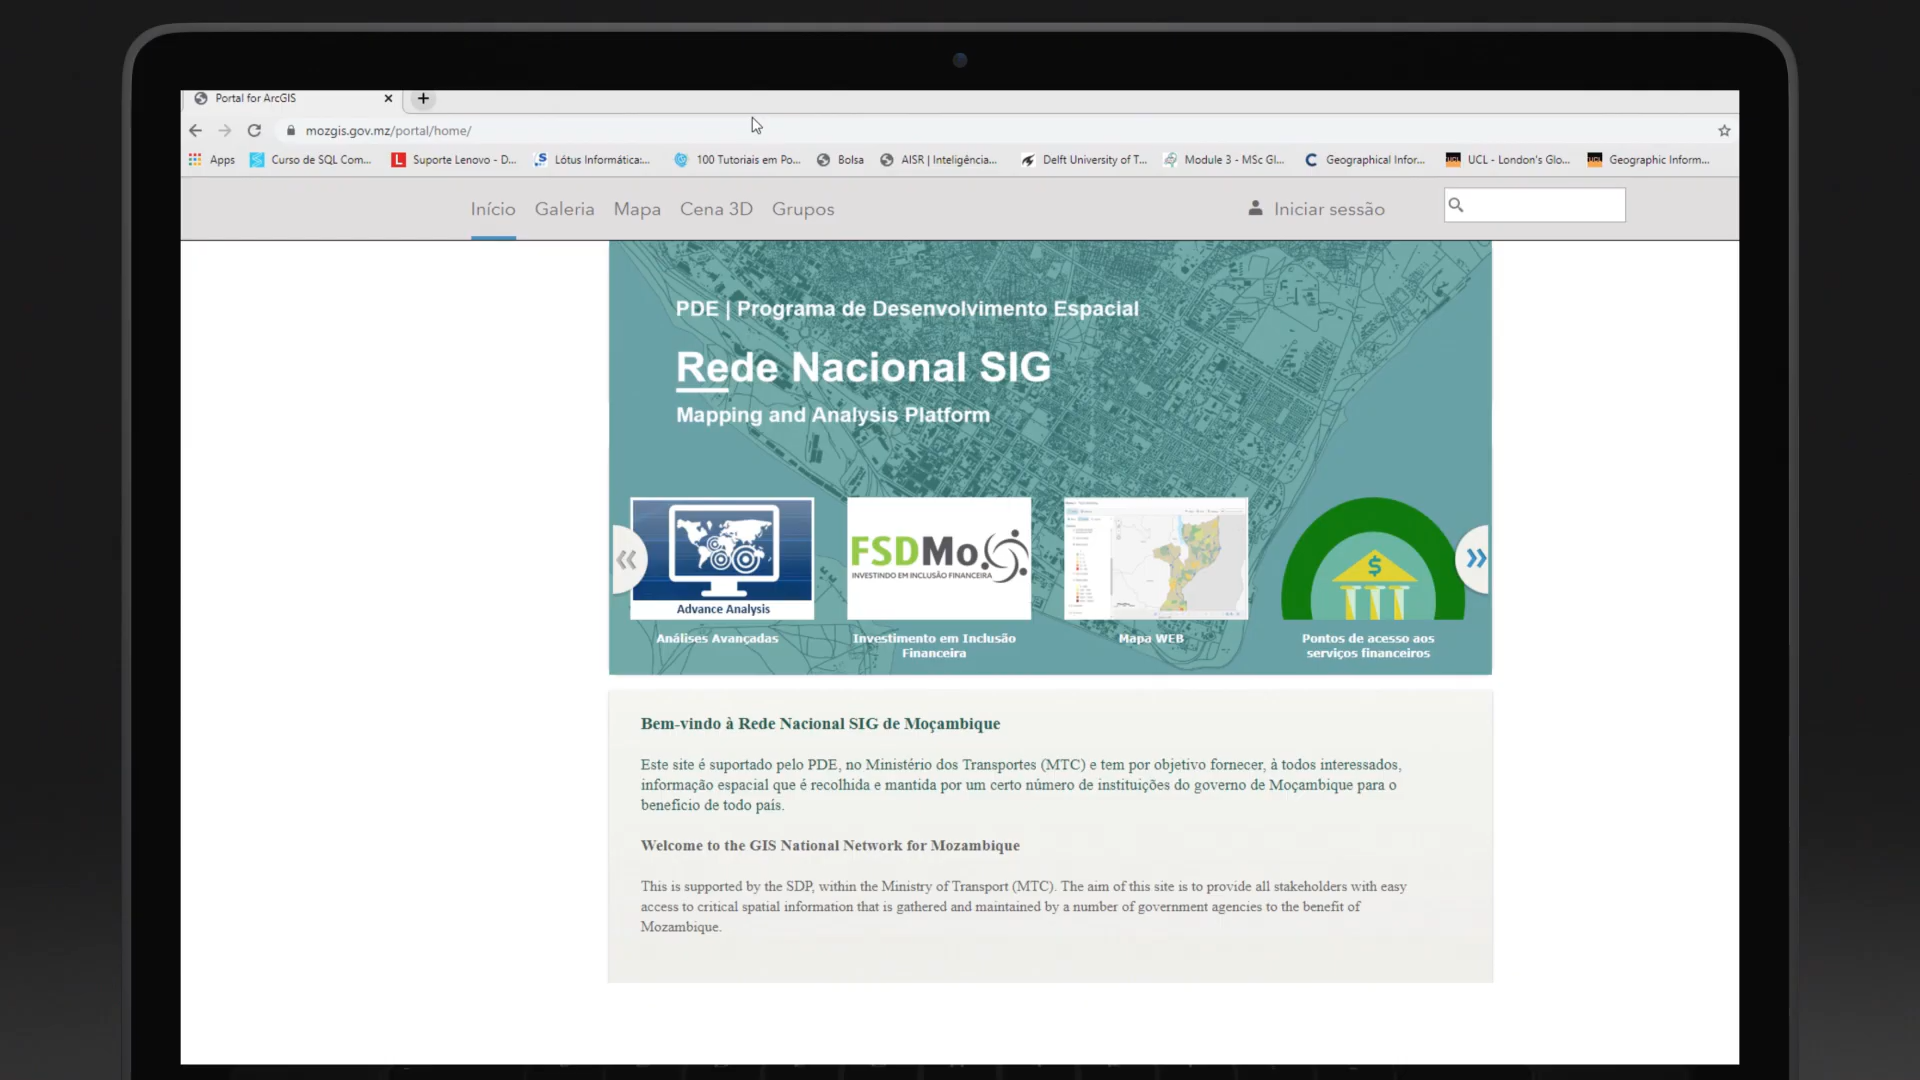 Portal for ArcGIS
mozgis.gov.mz/portal/home/
Apps
Curso de SQL Com...
Suporte Lenovo - D...
Lótus Informática:...
100 Tutoriais em Po...
Bolsa
AISR | Inteligência...
Delft University of T...
Module 3 - MSc GI...
Geographical Infor...
UCL - London's Glo...
Geographic Inform...
Início Galeria Mapa Cena 3D Grupos
Iniciar sessão
PDE | Programa de Desenvolvimento Espacial
Rede Nacional SIG
Mapping and Analysis Platform
Advance Analysis
Análises Avançadas
FSDMo.
INVESTINDO EM INCLUSÃO FINANCEIRA
Investimento em Inclusão
Financeira
Mapa WEB
$
Pontos de acesso aos
serviços financeiros
Bem-vindo à Rede Nacional SIG de Moçambique
Este site é suportado pelo PDE, no Ministério dos Transportes (MTC) e tem por objetivo fornecer, à todos interessados,
informação espacial que é recolhida e mantida por um certo número de instituições do governo de Moçambique para o
benefício de todo país.
Welcome to the GIS National Network for Mozambique
This is supported by the SDP, within the Ministry of Transport (MTC). The aim of this site is to provide all stakeholders with easy
access to critical spatial information that is gathered and maintained by a number of government agencies to the benefit of
Mozambique.